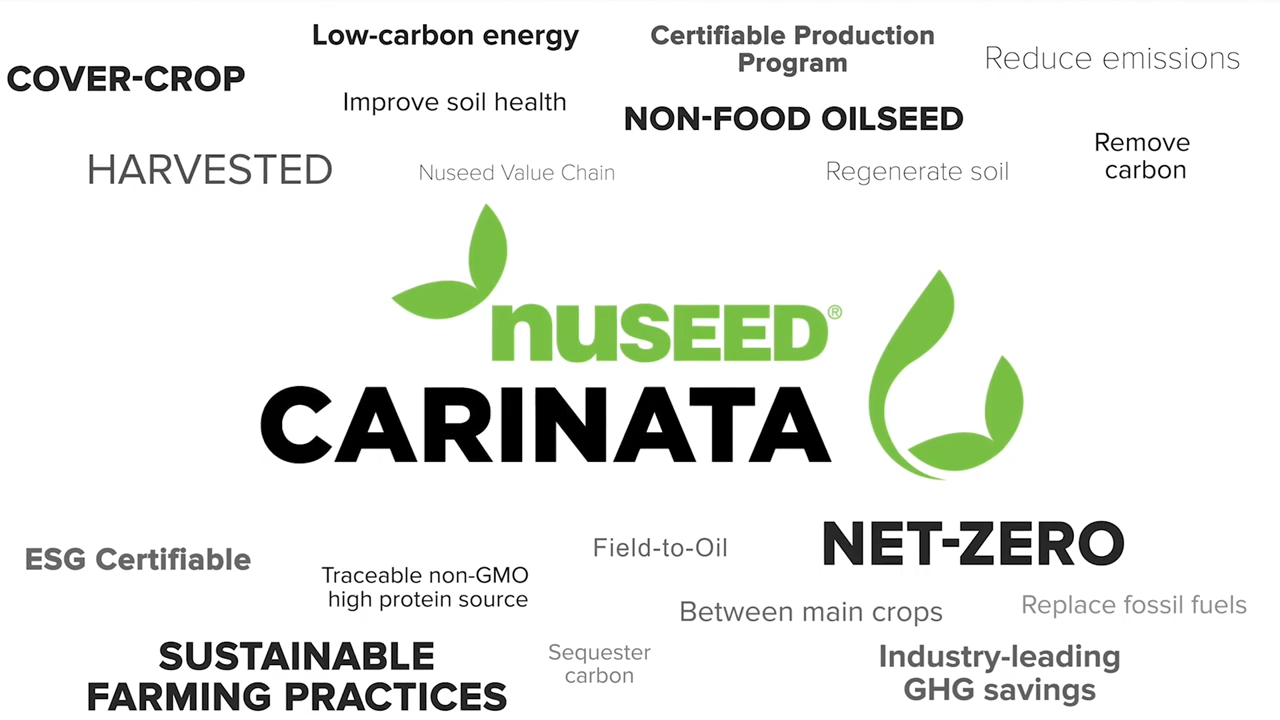 Low-carbon energy
Certifiable Production
Program
Reduce emissions
COVER-CROP
Improve soil health
NON-FOOD OILSEED
Remove
carbon
HARVESTED
Nuseed Value Chain
Regenerate soil
nuSEED®
CARINATA
NET-ZERO
ESG Certifiable
Field-to-Oil
Traceable non-GMO
high protein source
Between main crops
Replace fossil fuels
SUSTAINABLE
FARMING PRACTICES
Sequester
carbon
Industry-leading
GHG savings